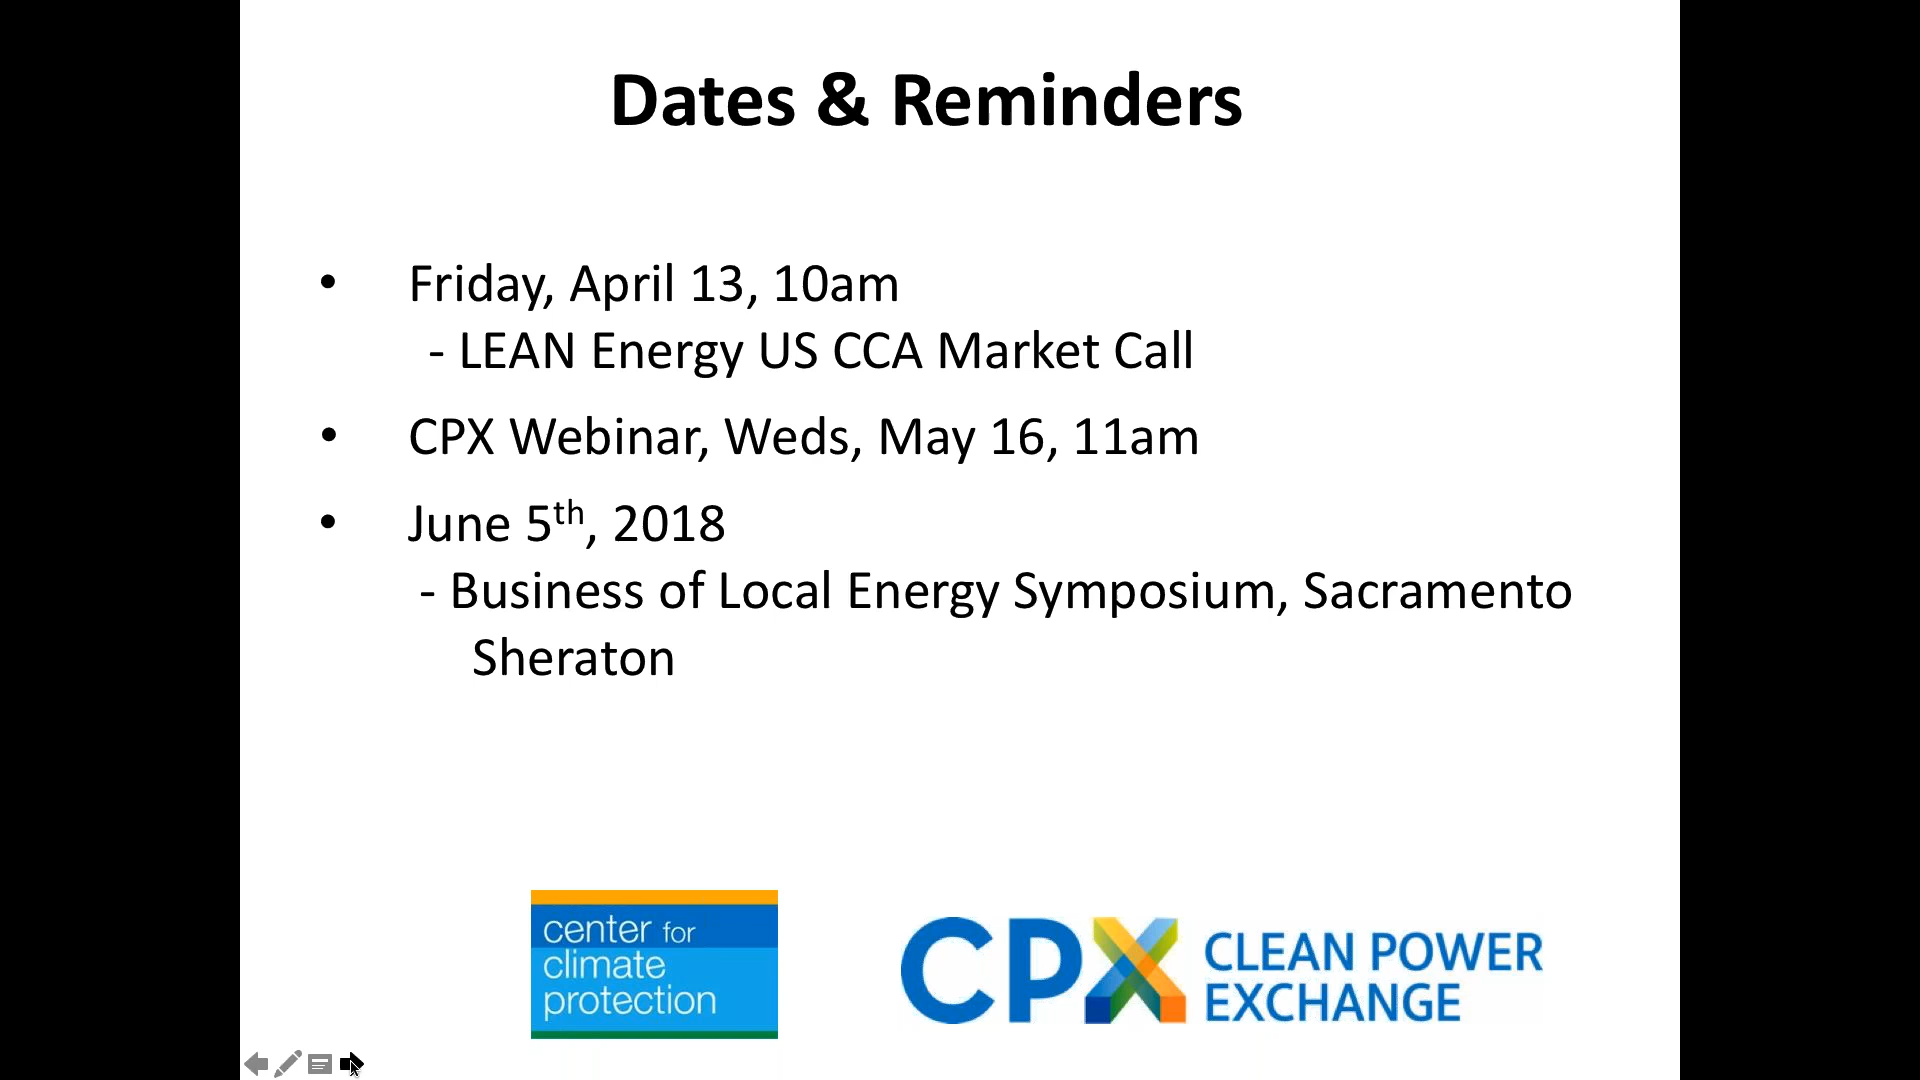 Dates & Reminders
• Friday, April 13, 10am
- LEAN Energy US CCA Market Call
• CPX Webinar, Weds, May 16, 11am
• June 5th, 2018
- Business of Local Energy Symposium, Sacramento
Sheraton
center for
climate
protection
CPX CLEAN POWER
EXCHANGE